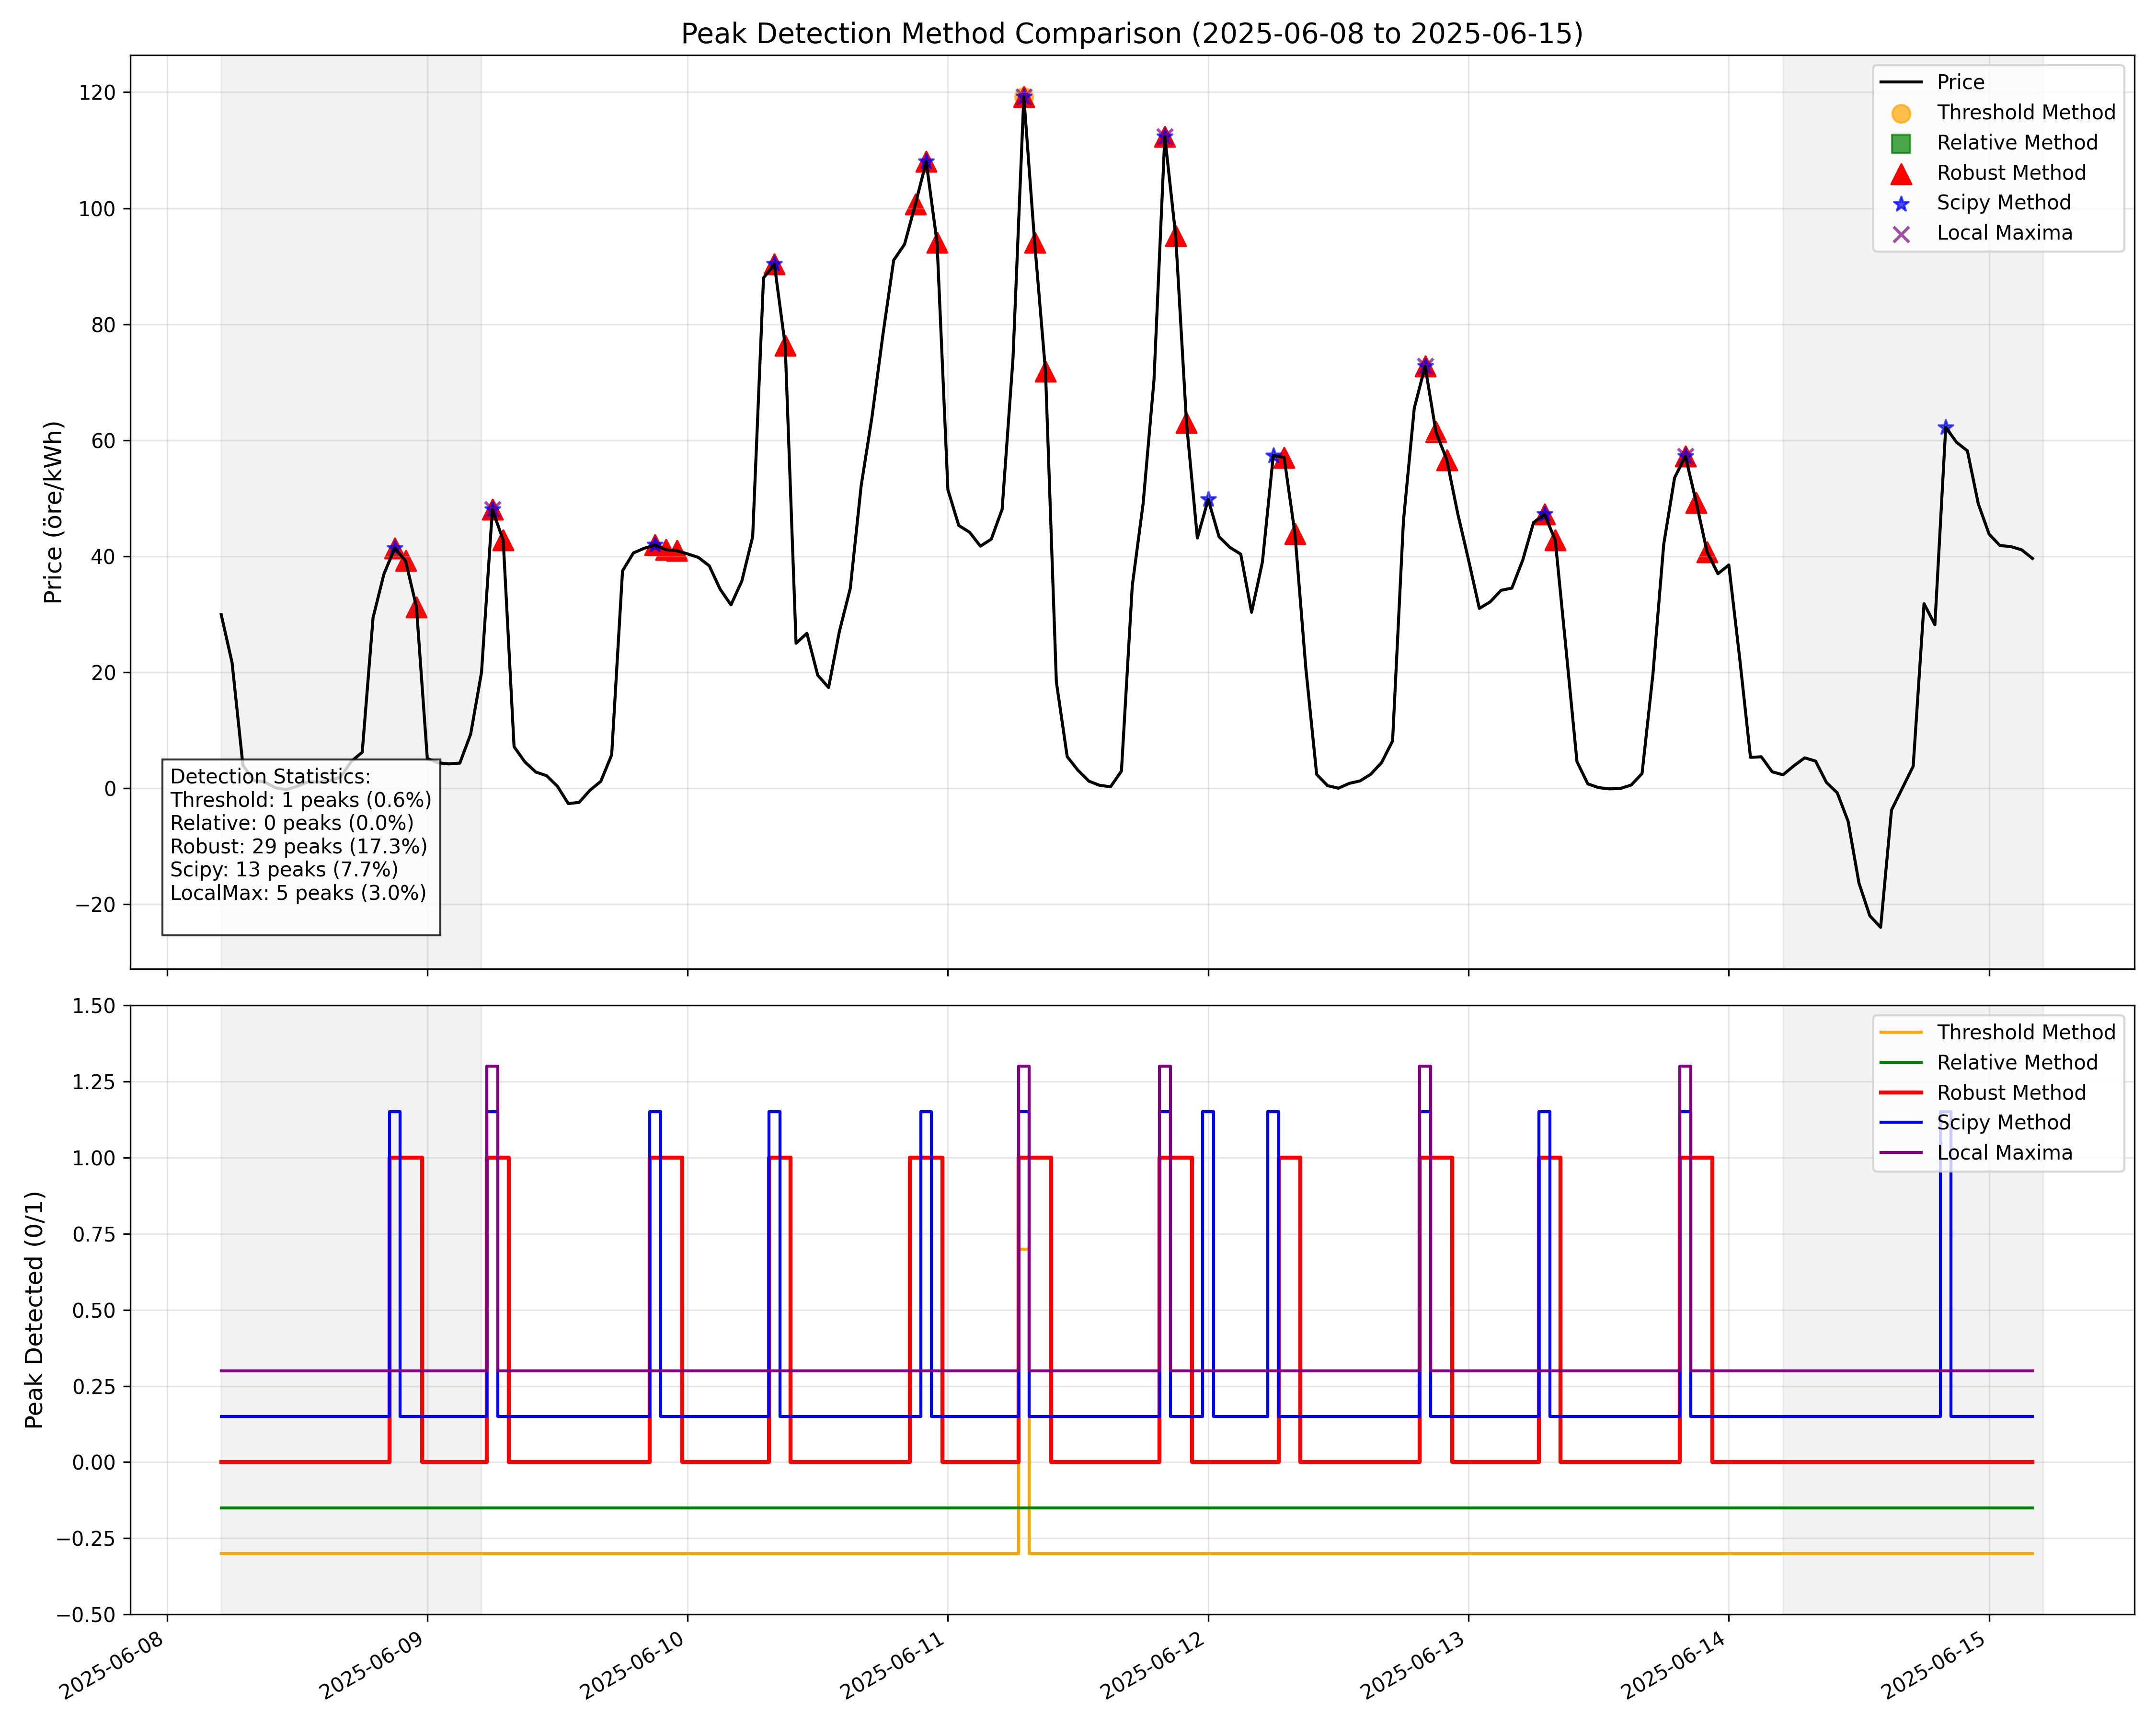 Peak Detection Method Comparison (2025-06-08 to 2025-06-15)
Price (öre/kWh)
120
100
80
60
40
20
0
−20
Price
Threshold Method
Relative Method
Robust Method
Scipy Method
Local Maxima
Detection Statistics:
Threshold: 1 peaks (0.6%)
Relative: 0 peaks (0.0%)
Robust: 29 peaks (17.3%)
Scipy: 13 peaks (7.7%)
LocalMax: 5 peaks (3.0%)
Peak Detected (0/1)
1.50
1.25
1.00
0.75
0.50
0.25
0.00
−0.25
−0.50
Threshold Method
Relative Method
Robust Method
Scipy Method
Local Maxima
2025-06-08
2025-06-09
2025-06-10
2025-06-11
2025-06-12
2025-06-13
2025-06-14
2025-06-15